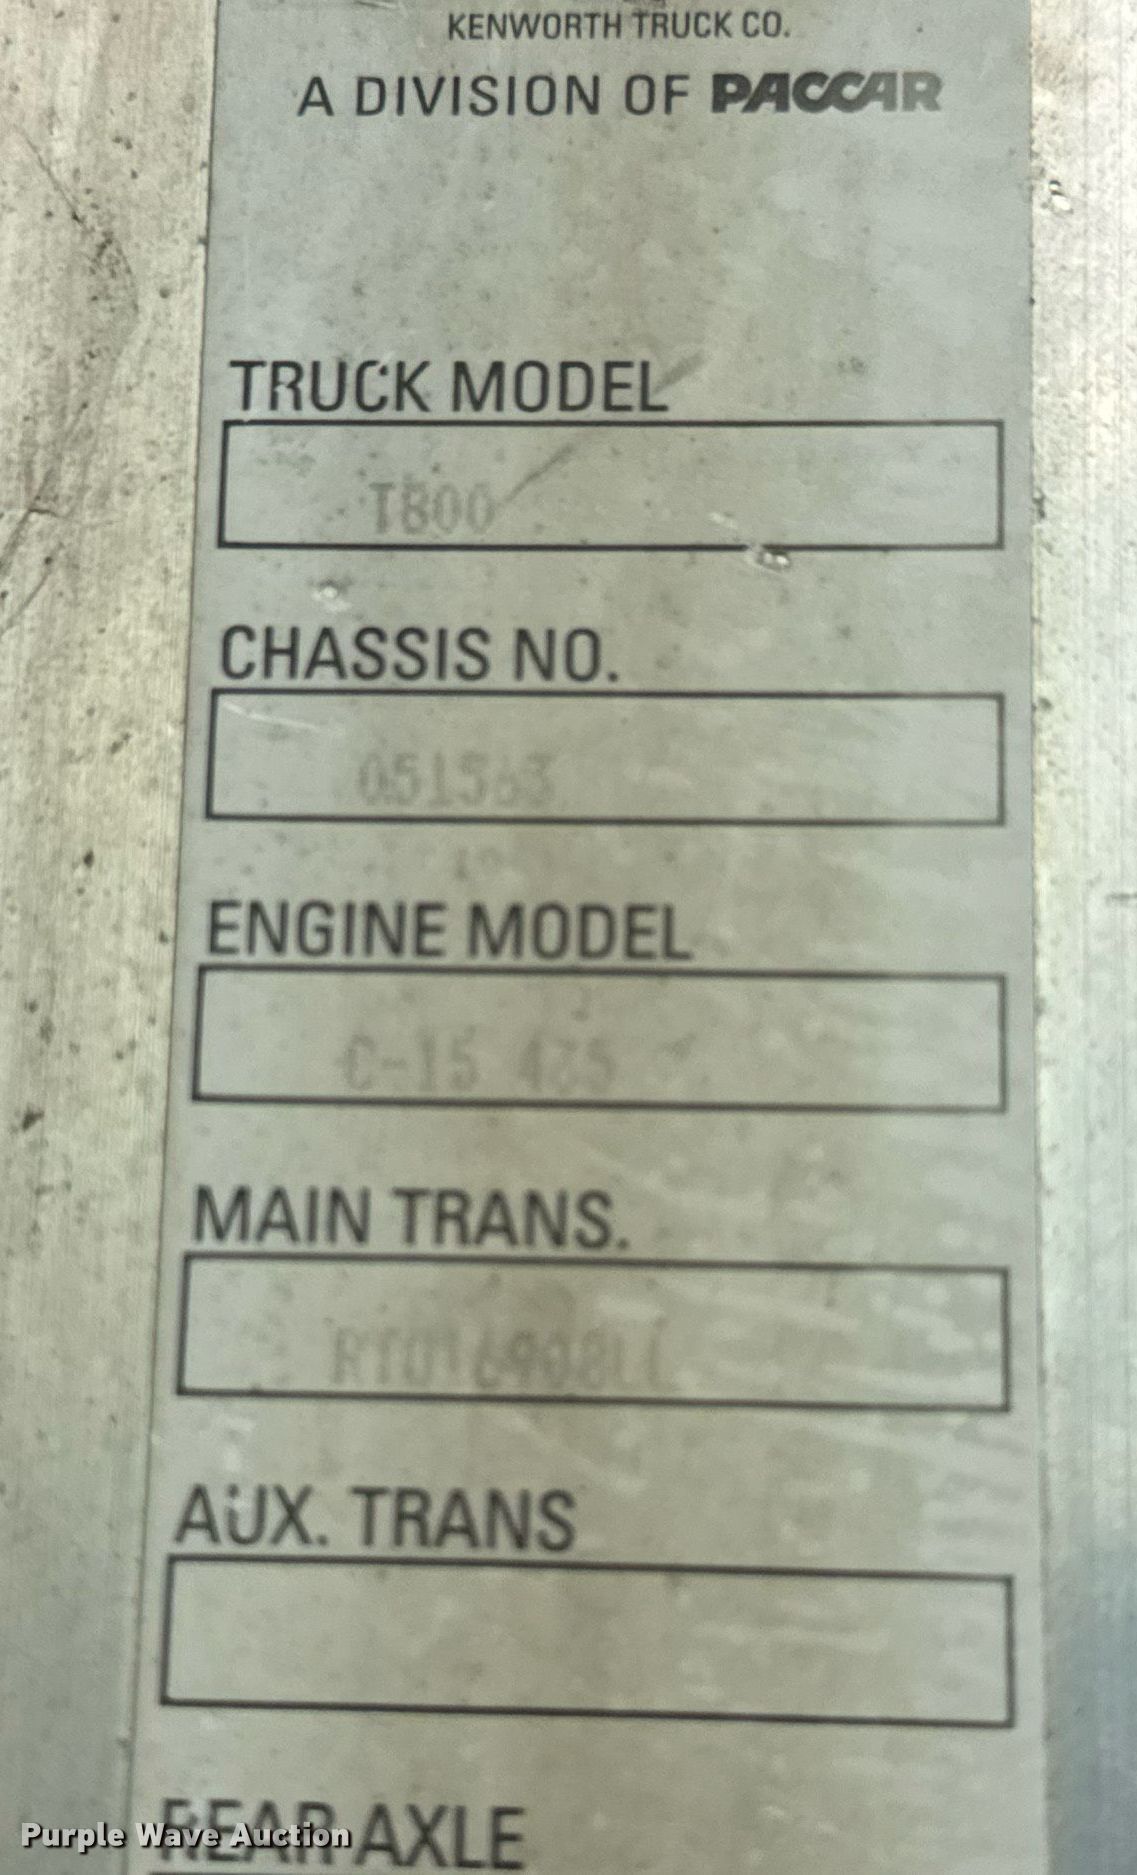 KENWORTH TRUCK CO.
A DIVISION OF PACCAR
TRUCK MODEL
T800
CHASSIS NO.
ENGINE MODEL
C-15
MAIN TRANS.
AUX. TRANS
REAR AXLE
Purple Wave Auction